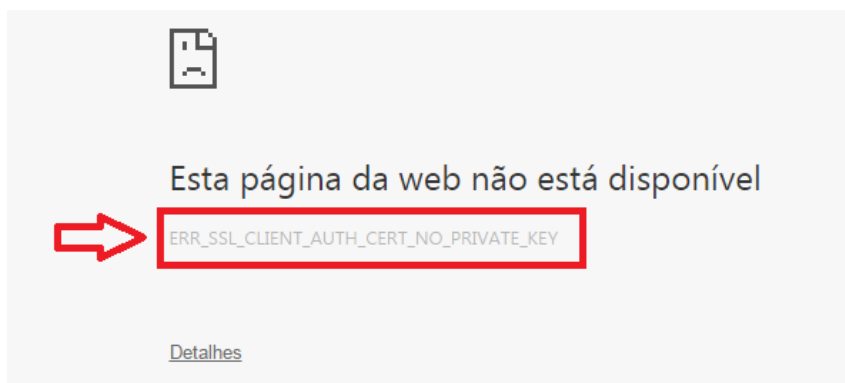 Esta página da web não está disponível
ERR_SSL_CLIENT_AUTH_CERT_NO_PRIVATE_KEY
Detalhes